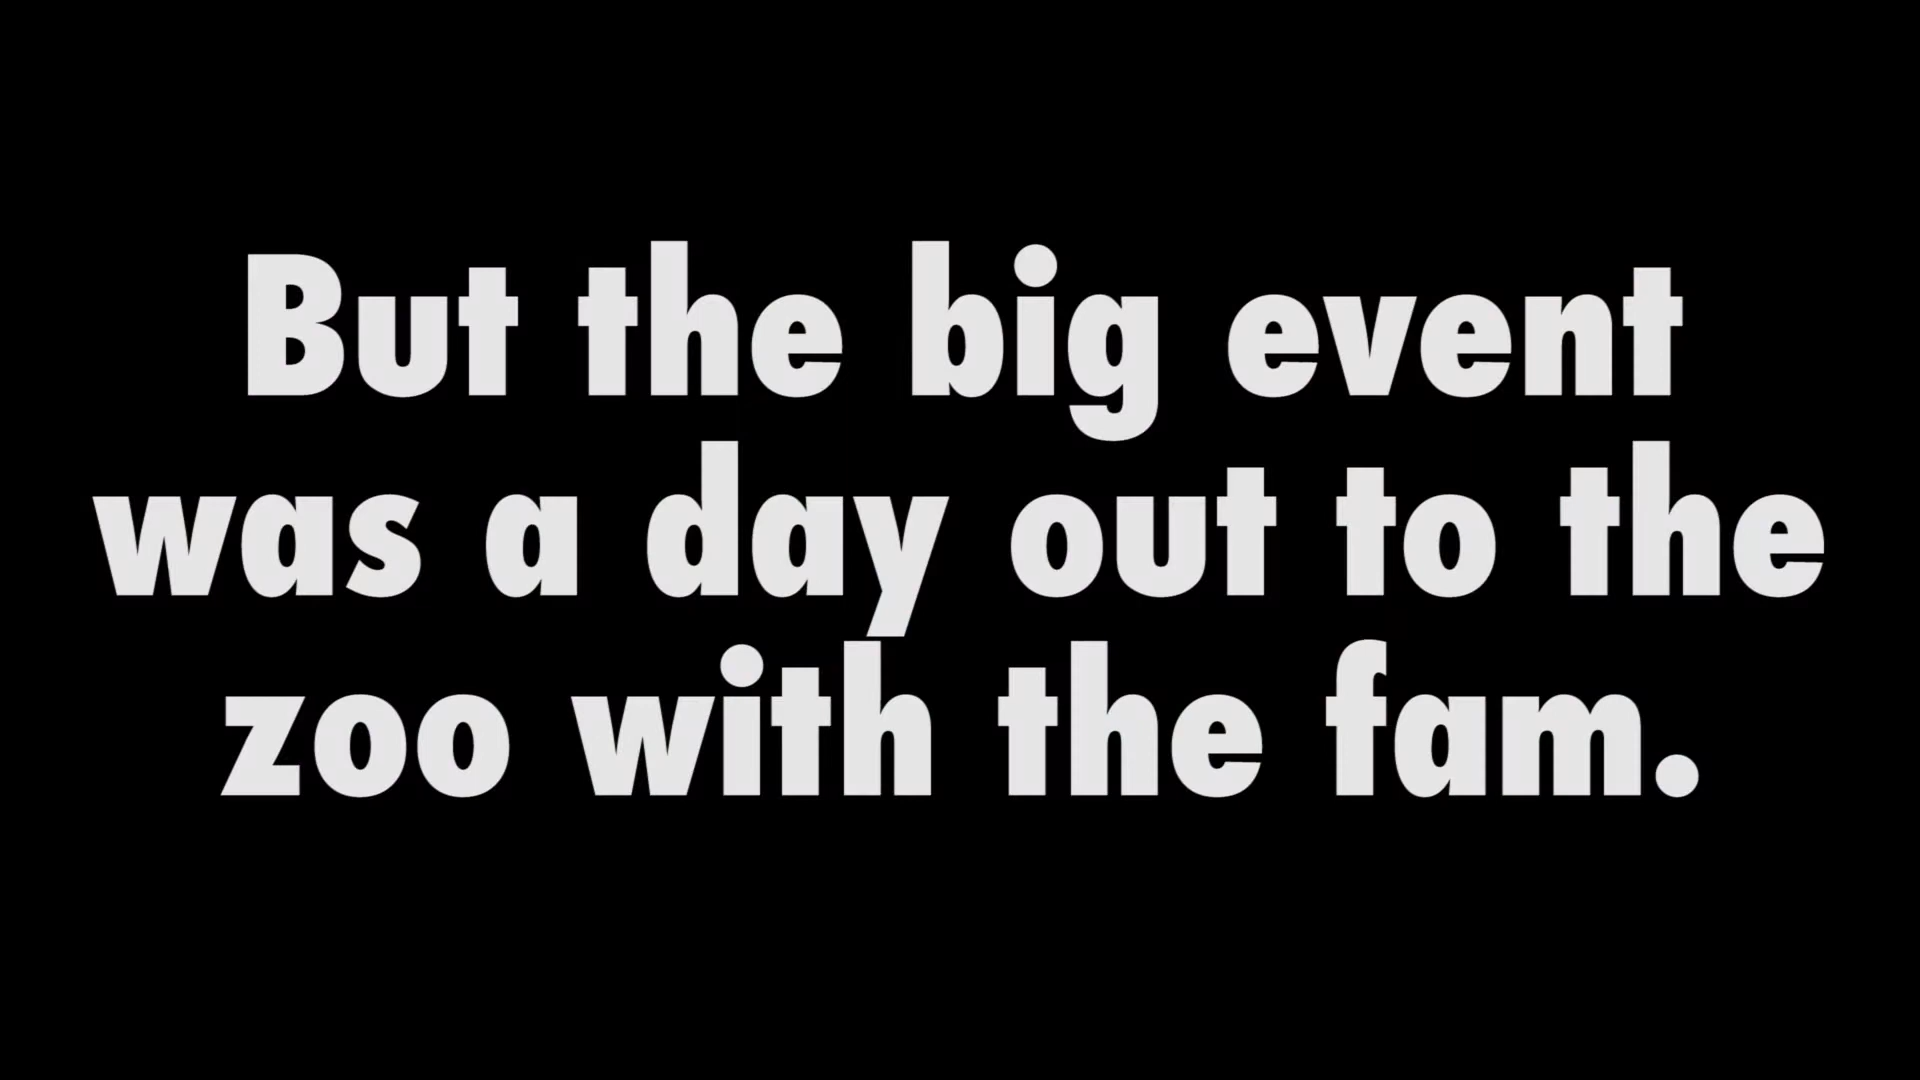 But the big event
was a day out to the
zoo with the fam.